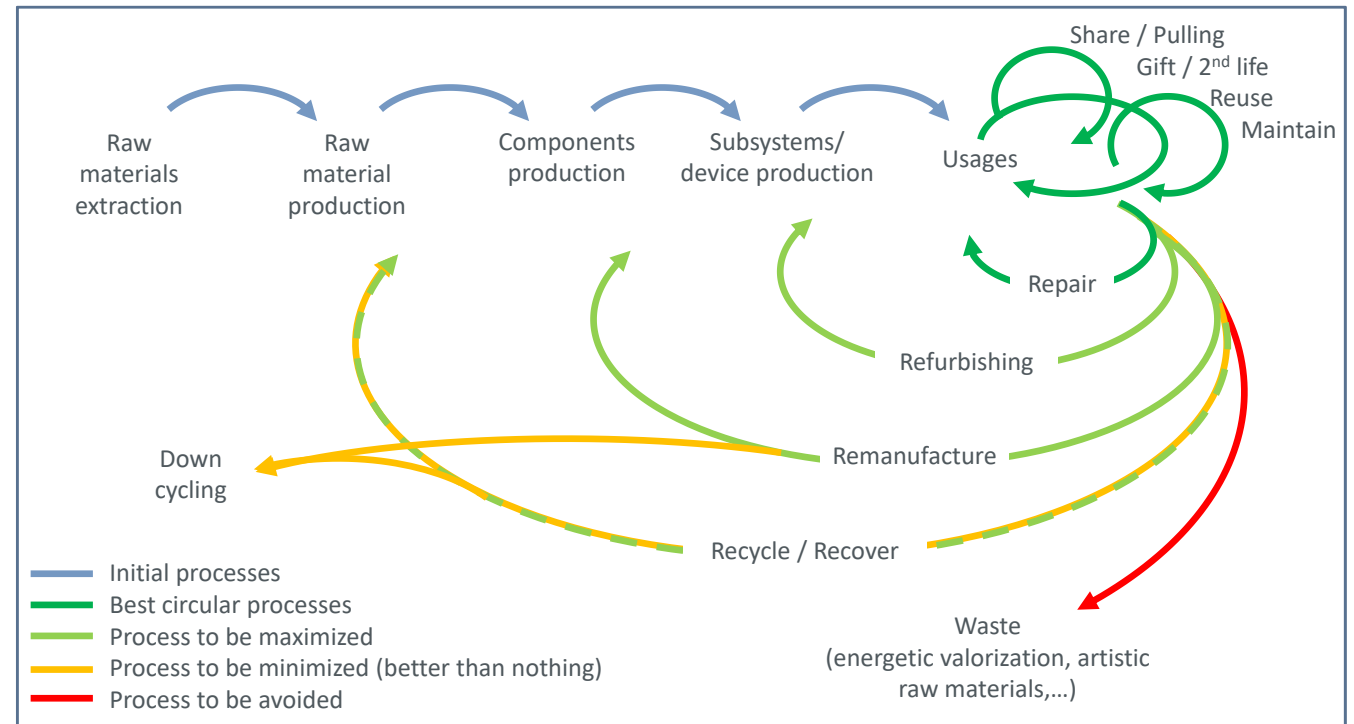 Share / Pulling
Gift / 2nd life
Reuse
Maintain
Raw
materials
extraction
Raw
material
production
Components
production
Subsystems/
device production
Usages
Repair
Refurbishing
Remanufacture
Down
cycling
Recycle / Recover
Initial processes
Best circular processes
Process to be maximized
Process to be minimized (better than nothing)
Process to be avoided
Waste
(energetic valorization, artistic
raw materials,...)